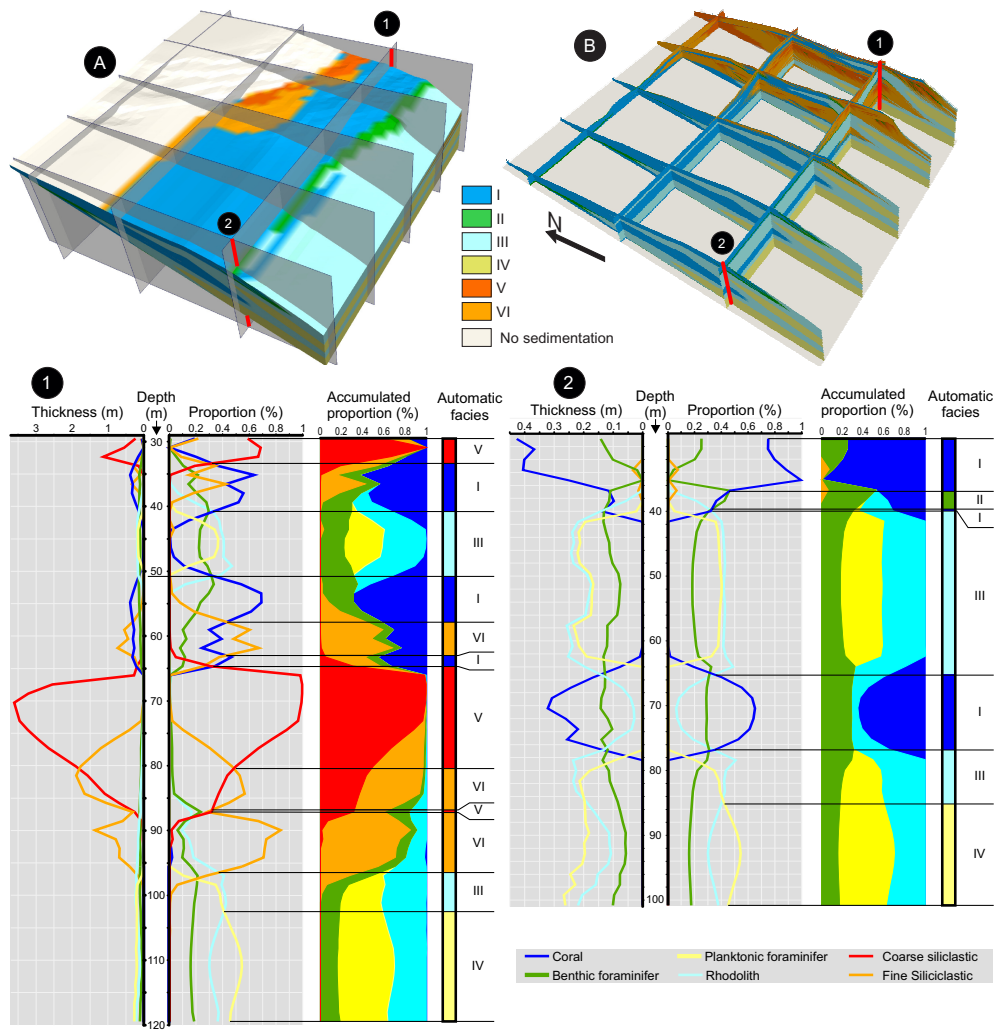 A
1
2
B
1
2
N
I
II
III
IV
V
VI
No sedimentation
1
Thickness (m)
Depth
(m)
Proportion (%)
Accumulated
proportion (%)
Automatic
facies
3 2 1 0
0 0.2 0.4 0.6 0.8 1
0 0.2 0.4 0.6 0.8 1
30
40
50
60
70
80
90
100
110
120
V
I
III
I
VI
I
V
VI
V
VI
III
IV
2
Thickness (m)
Depth
(m)
Proportion (%)
Accumulated
proportion (%)
Automatic
facies
0.4 0.3 0.2 0.1 0
0 0.2 0.4 0.6 0.8 1
0 0.2 0.4 0.6 0.8 1
40
50
60
70
80
90
100
I
II
I
III
I
III
IV
Coral
Planktonic foraminifer
Coarse siliclastic
Benthic foraminifer
Rhodolith
Fine Siliciclastic